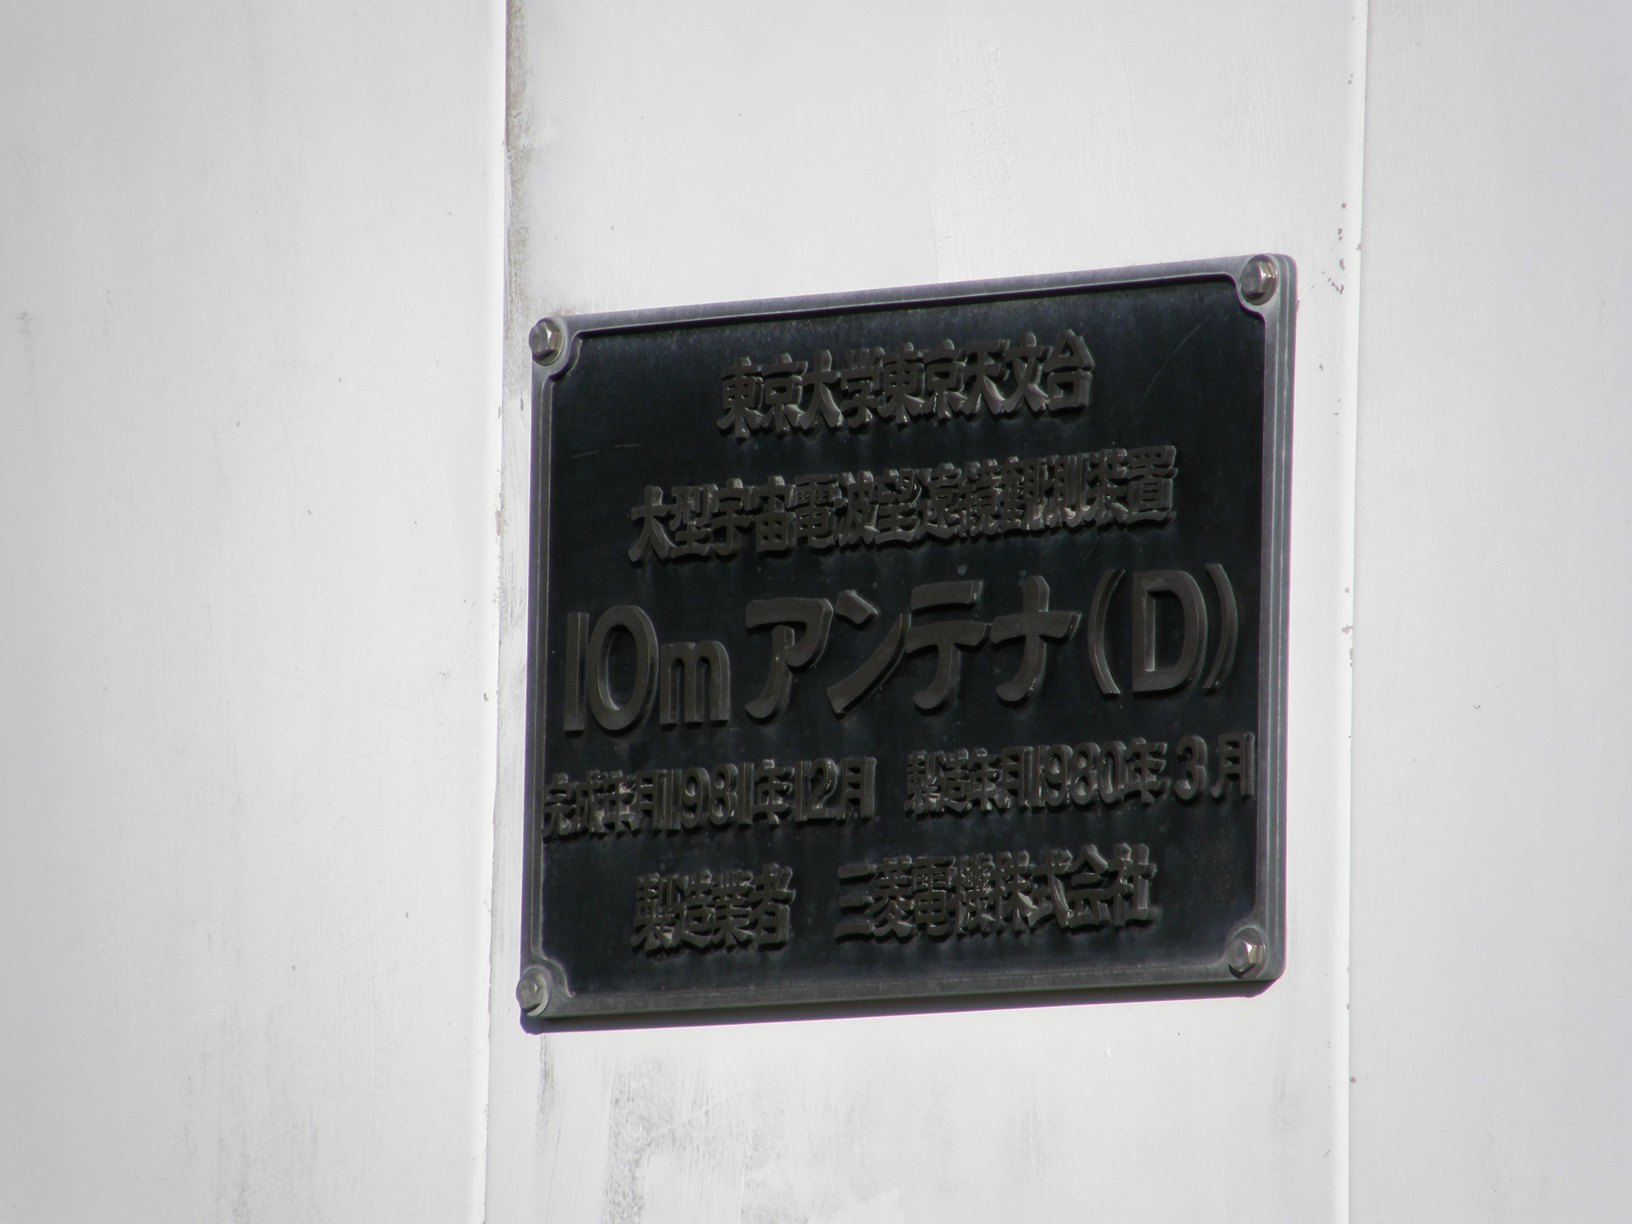 東京大学東京天文台
大型宇宙電波望遠鏡観測装置
10m アンテナ(D)
完成年月1981年12月 製造年月1980年3月
製造業者 三菱電機株式会社